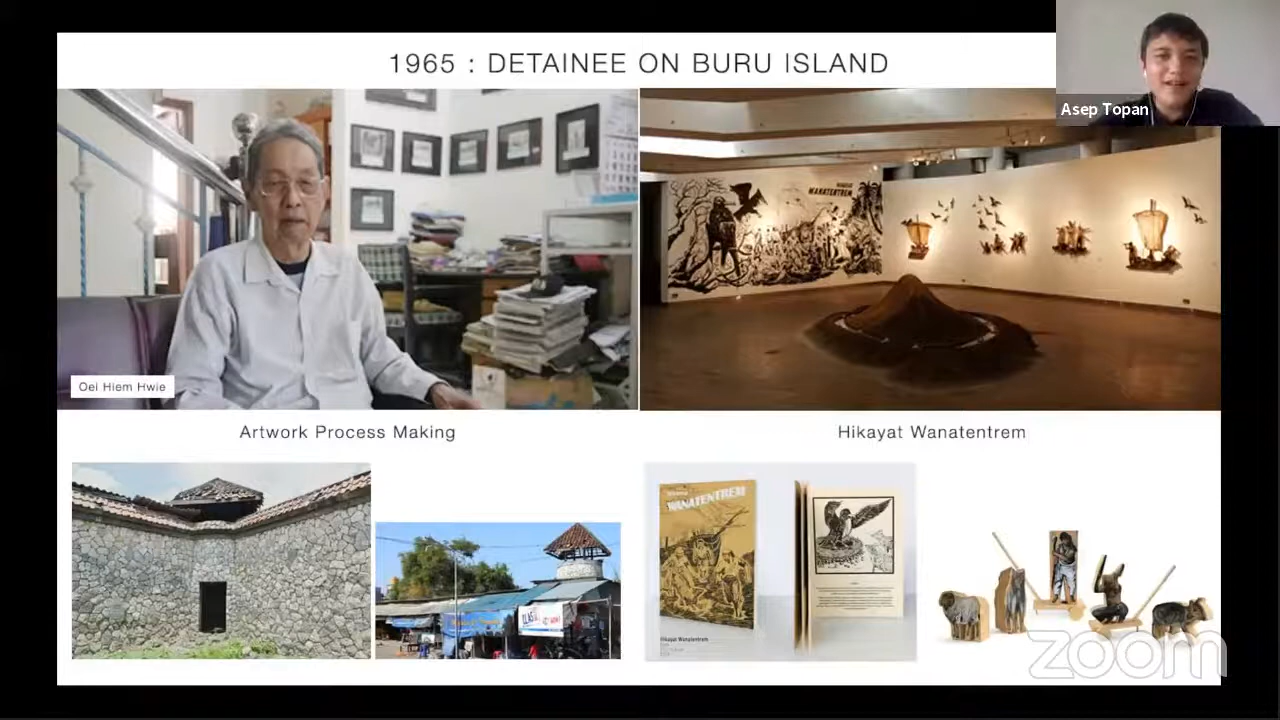 1965 : DETAINEE ON BURU ISLAND
Asep Topan
WANATENTREM
Oei Hiem Hwie
Artwork Process Making
Hikayat Wanatentrem
WANATENTREM
Hikayat Wanatentrem
zoom